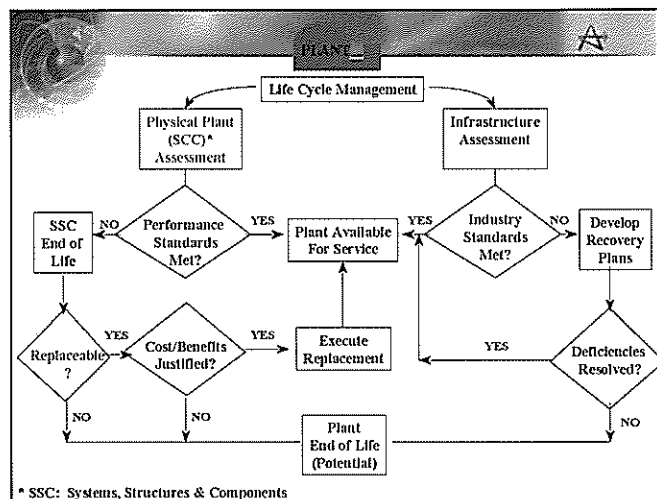 PLANT
Life Cycle Management
Physical Plant
(SCC)*
Assessment
Infrastructure
Assessment
SSC
End of
Life
NO
Performance
Standards
Met?
YES
Plant Available
For Service
YES
Industry
Standards
Met?
NO
Develop
Recovery
Plans
Replaceable
?
YES
Cost/Benefits
Justified?
YES
Execute
Replacement
YES
Deficiencies
Resolved?
NO
NO
NO
Plant
End of Life
(Potential)
* SSC: Systems, Structures & Components